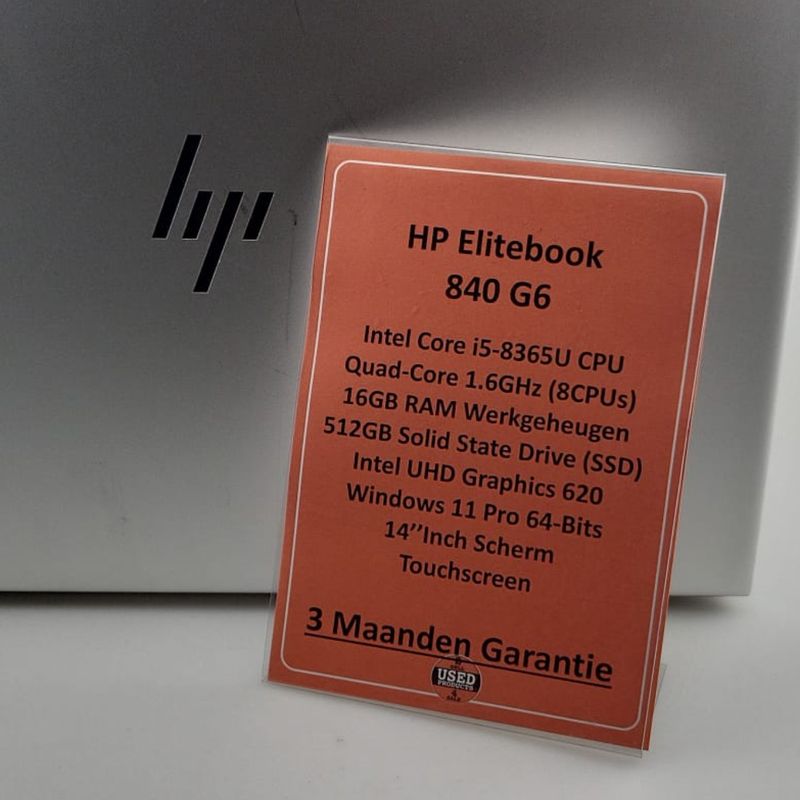 hp
HP Elitebook
840 G6
Intel Core i5-8365U CPU
Quad-Core 1.6GHz (8CPUs)
16GB RAM Werkgeheugen
512GB Solid State Drive (SSD)
Intel UHD Graphics 620
Windows 11 Pro 64-Bits
14’’Inch Scherm
Touchscreen
3 Maanden Garantie
USED
PRODUCTS
4
SALE